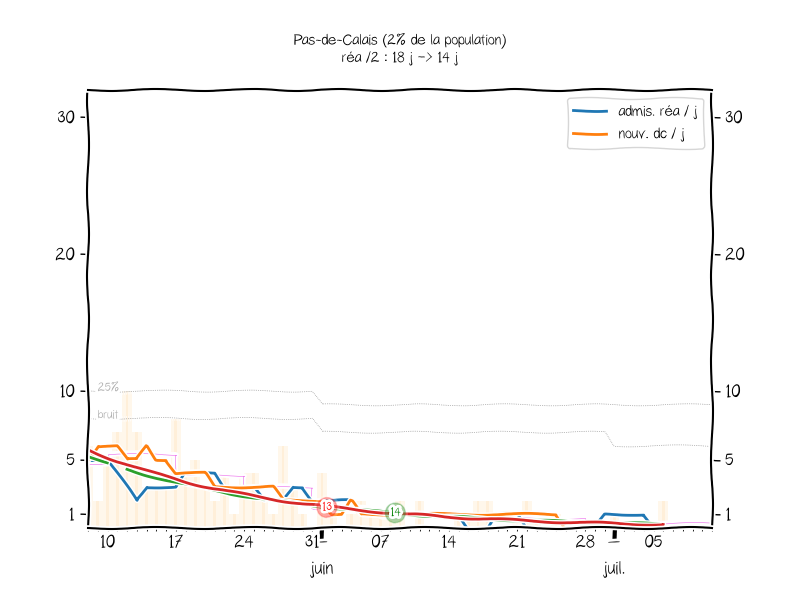 Pas-de-Calais (2% de la population)
réa /2 : 18 j -> 14 j
admis. réa / j
nouv. dc / j
30
30
20
20
10
10
25%
bruit
5
5
1
1
13
14
10 17 24 31 07 14 21 28 05
juin juil.